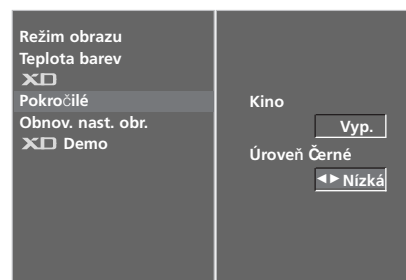 Režim obrazu
Teplota barev
XD
Pokročilé
Obnov. nast. obr.
XD Demo
Kino
Vyp.
Úroveň Černé
◄► Nízká